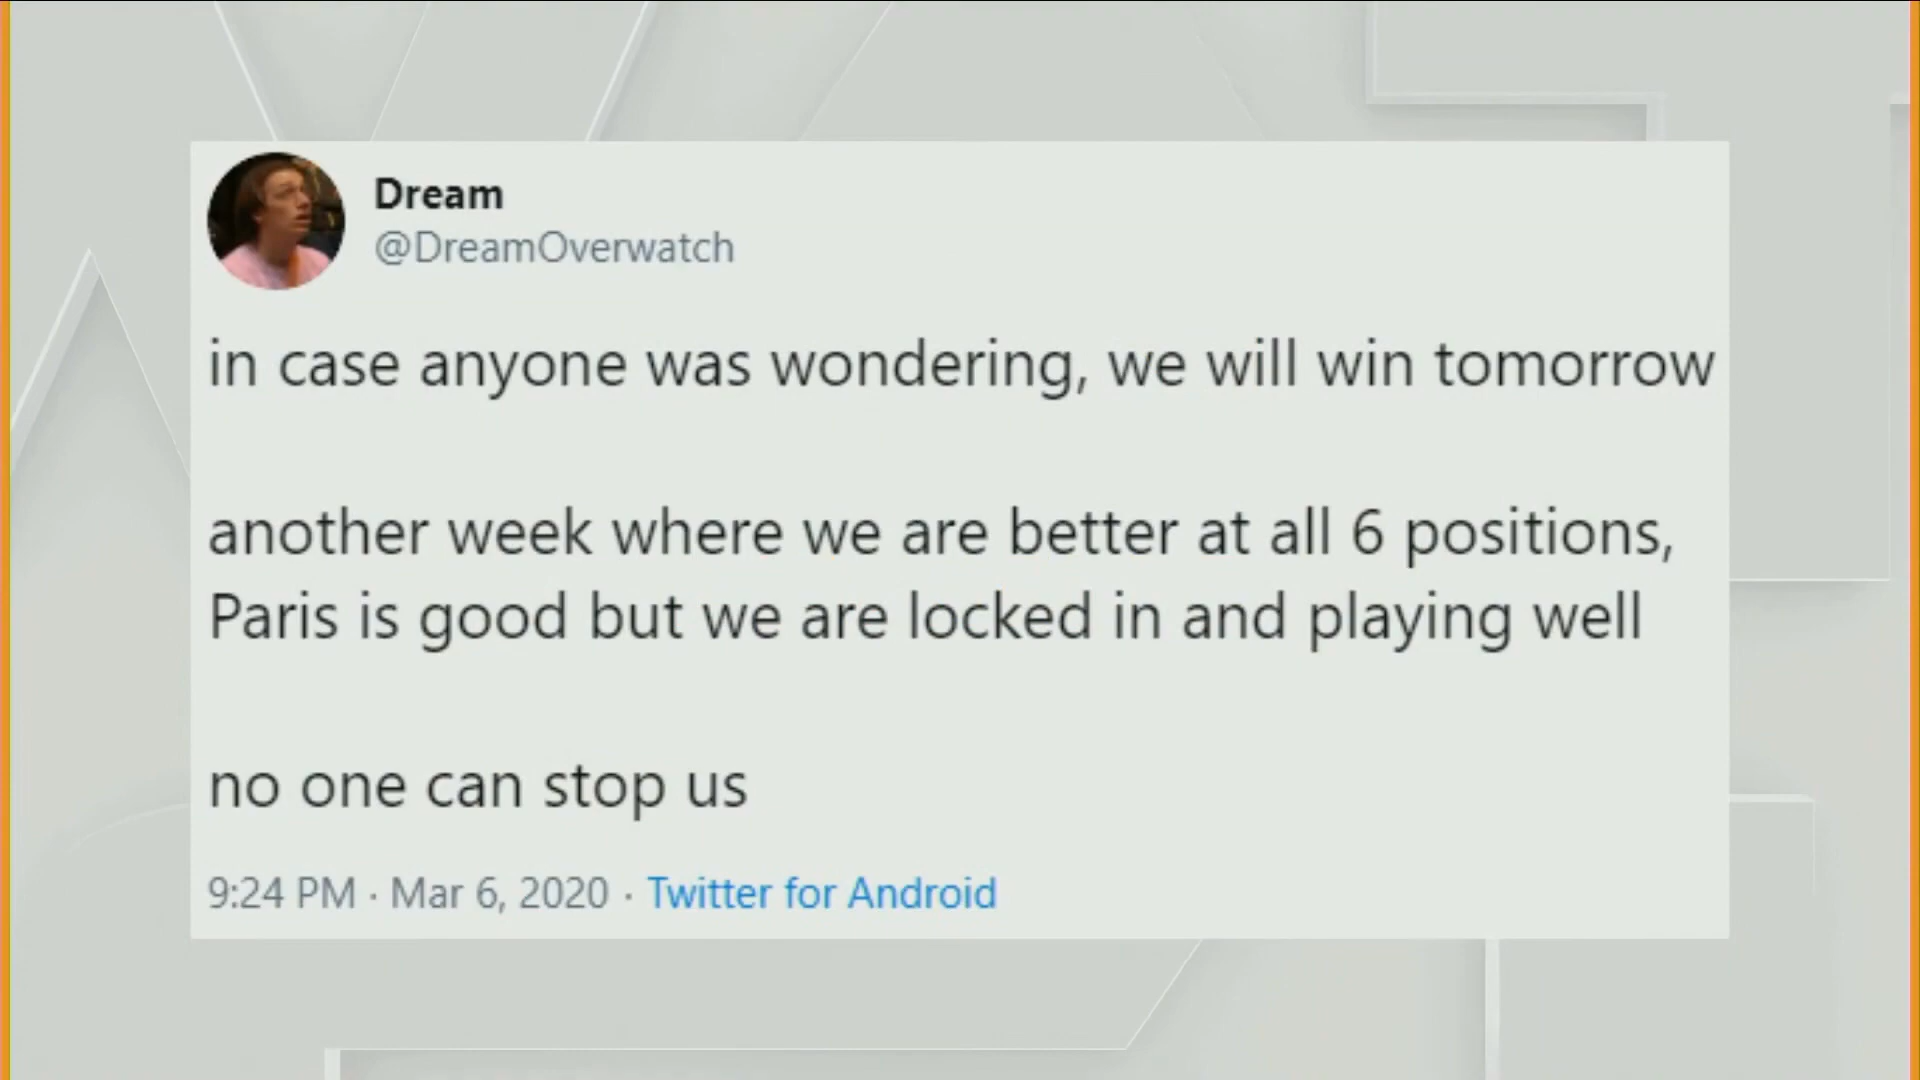 Dream
@DreamOverwatch
in case anyone was wondering, we will win tomorrow
another week where we are better at all 6 positions,
Paris is good but we are locked in and playing well
no one can stop us
9:24 PM · Mar 6, 2020 · Twitter for Android